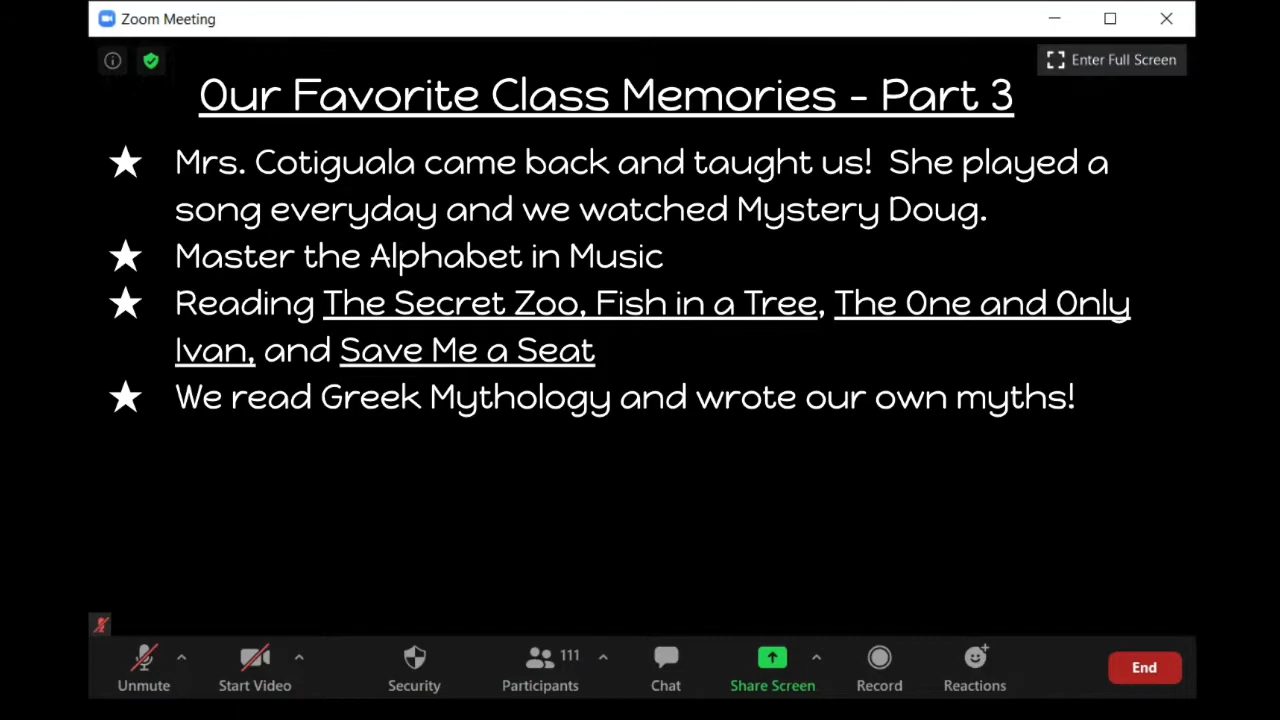 Zoom Meeting
Enter Full Screen
Our Favorite Class Memories - Part 3
★ Mrs. Cotiguala came back and taught us!  She played a
song everyday and we watched Mystery Doug.
★ Master the Alphabet in Music
★ Reading The Secret Zoo, Fish in a Tree, The One and Only
Ivan, and Save Me a Seat
★ We read Greek Mythology and wrote our own myths!
111
Unmute Start Video Security Participants Chat Share Screen Record Reactions End